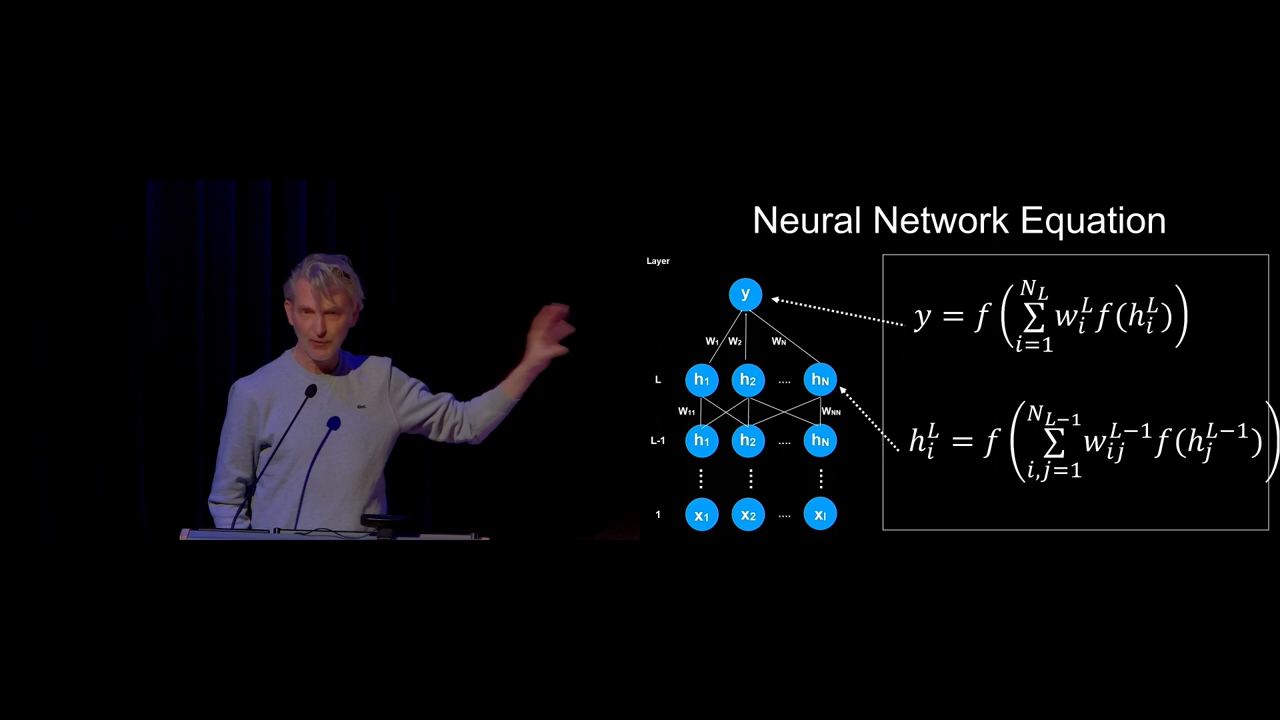 Neural Network Equation
Layer
y
W1 W2 WN
L h1 h2 .... hN
W11 WNN
L-1 h1 h2 .... hN
1 x1 x2 .... xI
y = f(∑_{i=1}^{N_L} w_i^L f(h_i^L))
h_i^L = f(∑_{i,j=1}^{N_{L-1}} w_{ij}^{L-1} f(h_j^{L-1}))